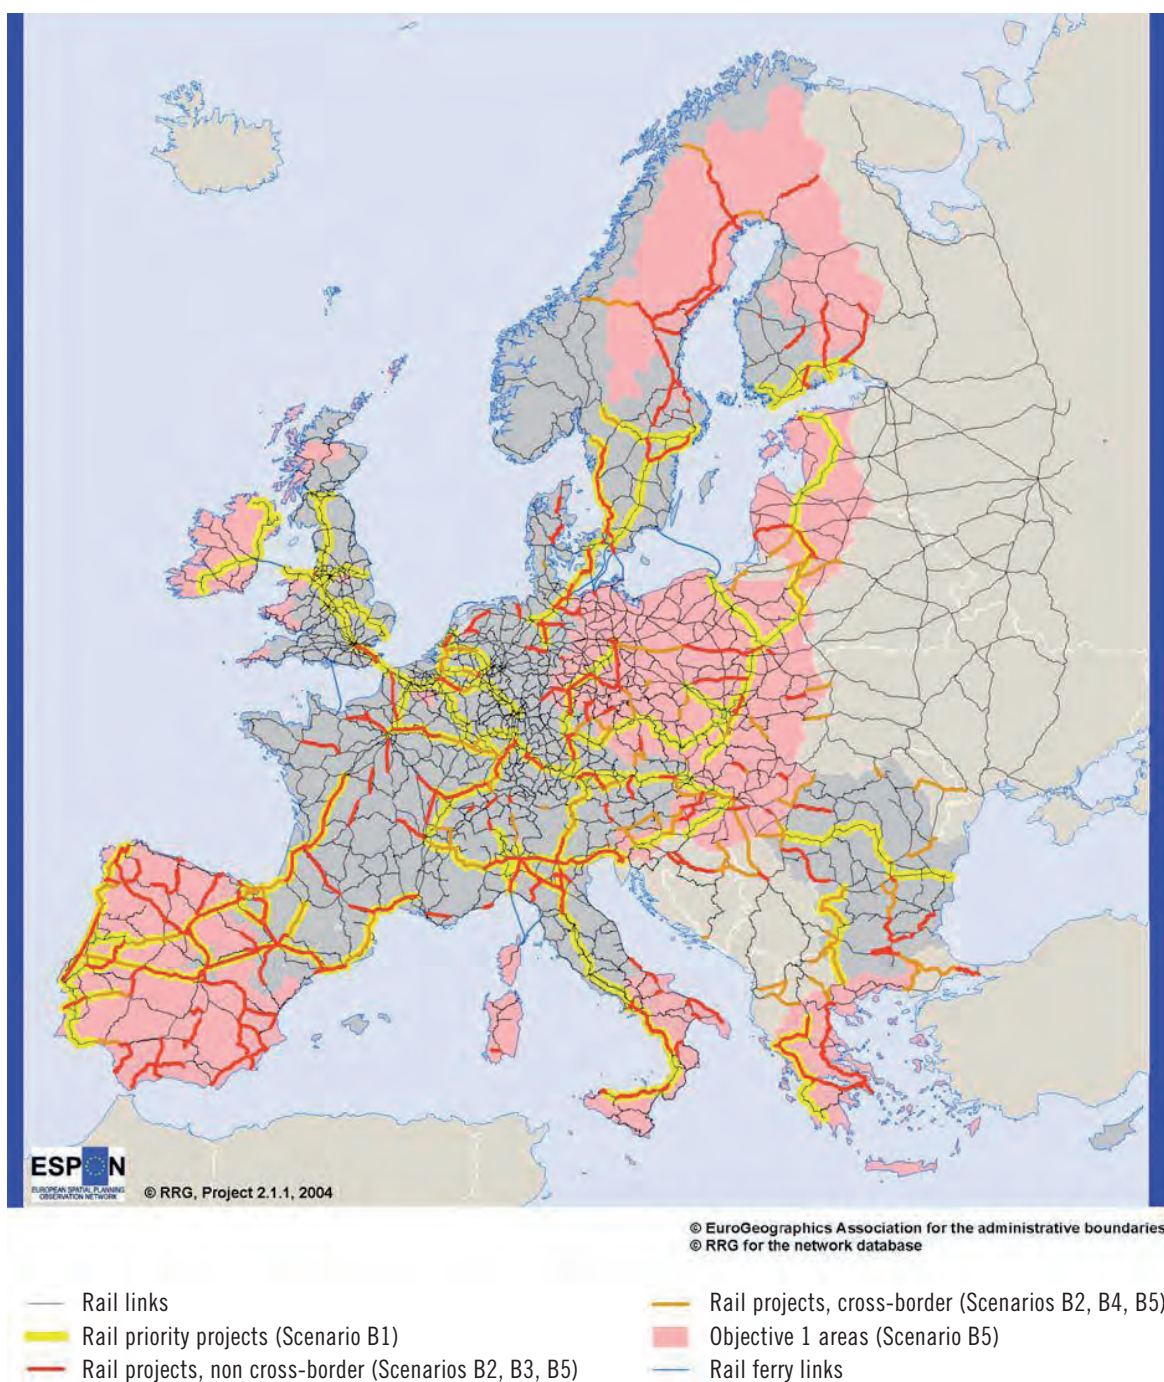 ESPON
EUROPEAN SPATIAL PLANNING
OBSERVATION NETWORK
© RRG, Project 2.1.1, 2004
© EuroGeographics Association for the administrative boundaries
© RRG for the network database
Rail links
Rail priority projects (Scenario B1)
Rail projects, non cross-border (Scenarios B2, B3, B5)
Rail projects, cross-border (Scenarios B2, B4, B5)
Objective 1 areas (Scenario B5)
Rail ferry links